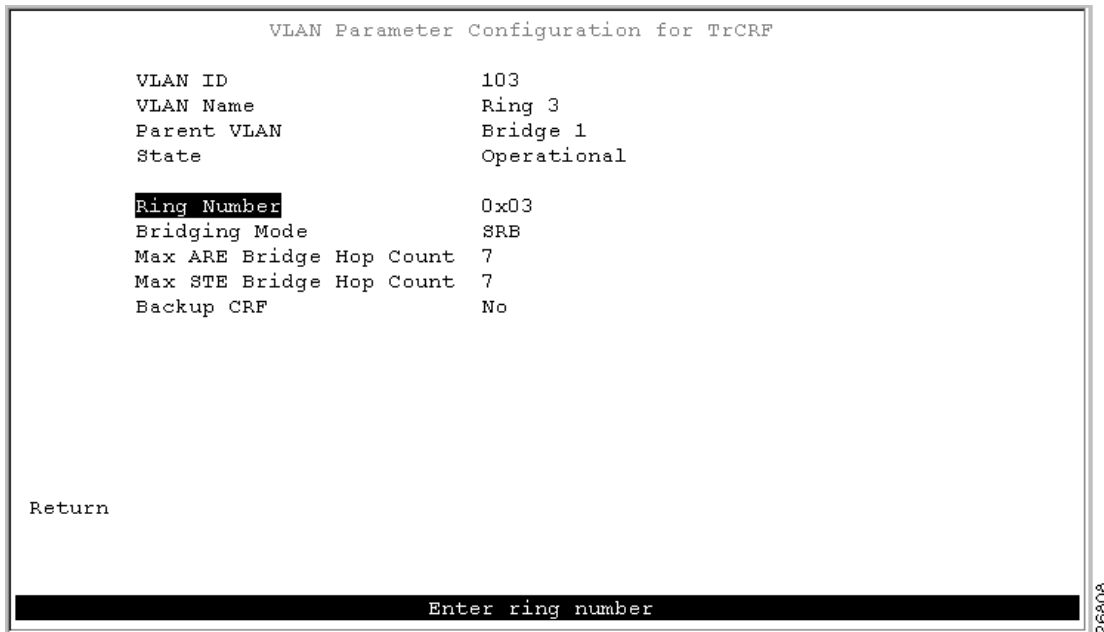 VLAN Parameter Configuration for TrCRF
VLAN ID 103
VLAN Name Ring 3
Parent VLAN Bridge 1
State Operational
Ring Number 0x03
Bridging Mode SRB
Max ARE Bridge Hop Count 7
Max STE Bridge Hop Count 7
Backup CRF No
Return
Enter ring number
26808